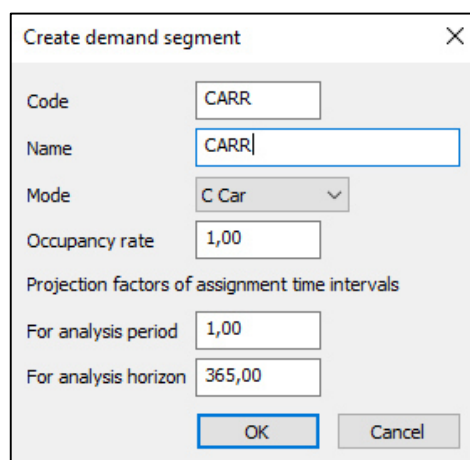 Create demand segment
Code CARR
Name CARR
Mode C Car
Occupancy rate 1,00
Projection factors of assignment time intervals
For analysis period 1,00
For analysis horizon 365,00
OK Cancel